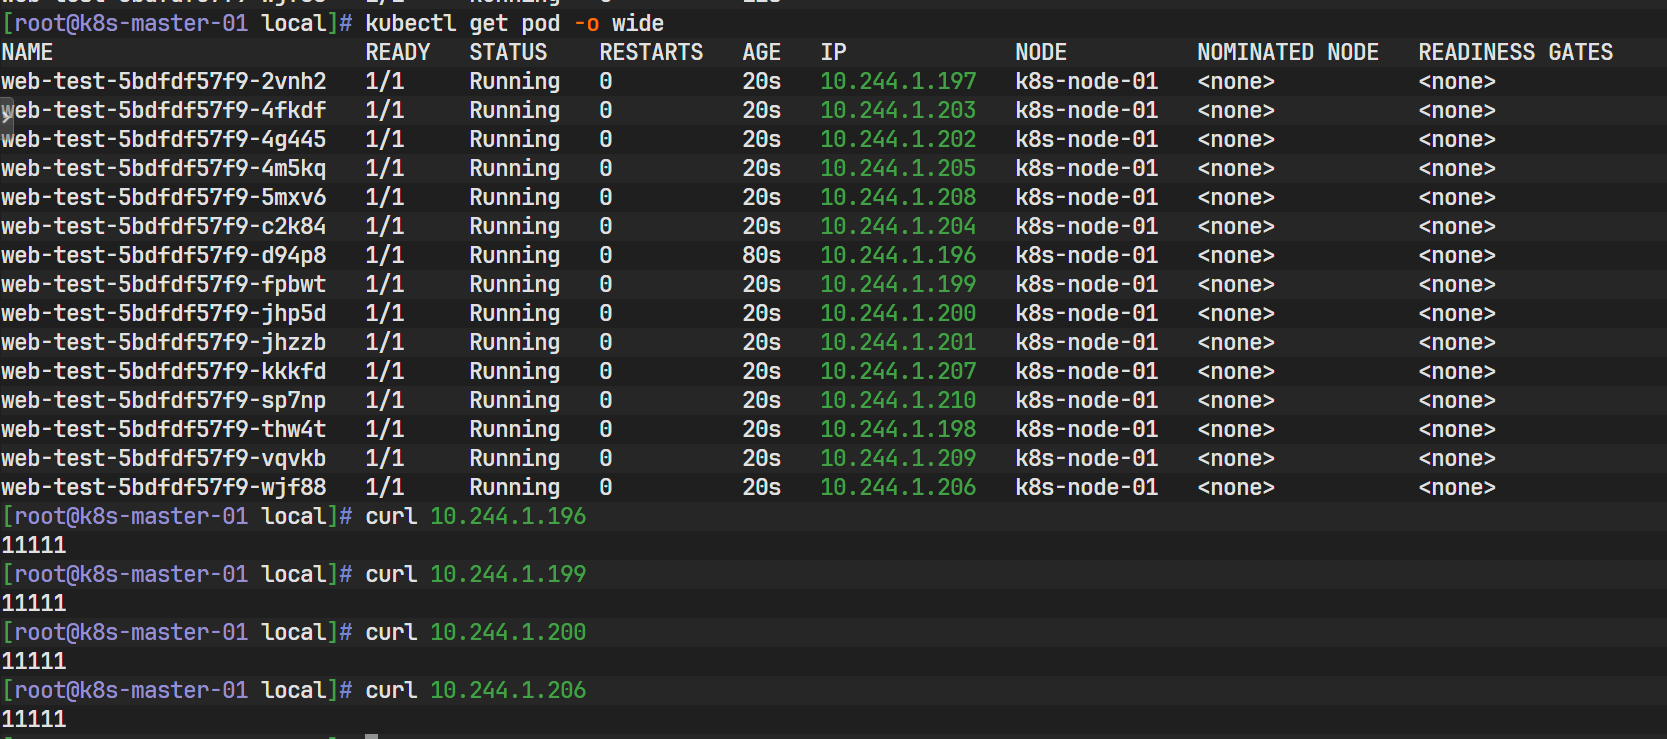 [root@k8s-master-01 local]# kubectl get pod -o wide
NAME READY STATUS RESTARTS AGE IP NODE NOMINATED NODE READINESS GATES
web-test-5bdfdf57f9-2vnh2 1/1 Running 0 20s 10.244.1.197 k8s-node-01 <none> <none>
web-test-5bdfdf57f9-4fkdf 1/1 Running 0 20s 10.244.1.203 k8s-node-01 <none> <none>
web-test-5bdfdf57f9-4g445 1/1 Running 0 20s 10.244.1.202 k8s-node-01 <none> <none>
web-test-5bdfdf57f9-4m5kq 1/1 Running 0 20s 10.244.1.205 k8s-node-01 <none> <none>
web-test-5bdfdf57f9-5mxv6 1/1 Running 0 20s 10.244.1.208 k8s-node-01 <none> <none>
web-test-5bdfdf57f9-c2k84 1/1 Running 0 20s 10.244.1.204 k8s-node-01 <none> <none>
web-test-5bdfdf57f9-d94p8 1/1 Running 0 80s 10.244.1.196 k8s-node-01 <none> <none>
web-test-5bdfdf57f9-fpbwt 1/1 Running 0 20s 10.244.1.199 k8s-node-01 <none> <none>
web-test-5bdfdf57f9-jhp5d 1/1 Running 0 20s 10.244.1.200 k8s-node-01 <none> <none>
web-test-5bdfdf57f9-jhzzb 1/1 Running 0 20s 10.244.1.201 k8s-node-01 <none> <none>
web-test-5bdfdf57f9-kkkfd 1/1 Running 0 20s 10.244.1.207 k8s-node-01 <none> <none>
web-test-5bdfdf57f9-sp7np 1/1 Running 0 20s 10.244.1.210 k8s-node-01 <none> <none>
web-test-5bdfdf57f9-thw4t 1/1 Running 0 20s 10.244.1.198 k8s-node-01 <none> <none>
web-test-5bdfdf57f9-vqvkb 1/1 Running 0 20s 10.244.1.209 k8s-node-01 <none> <none>
web-test-5bdfdf57f9-wjf88 1/1 Running 0 20s 10.244.1.206 k8s-node-01 <none> <none>
[root@k8s-master-01 local]# curl 10.244.1.196
11111
[root@k8s-master-01 local]# curl 10.244.1.199
11111
[root@k8s-master-01 local]# curl 10.244.1.200
11111
[root@k8s-master-01 local]# curl 10.244.1.206
11111